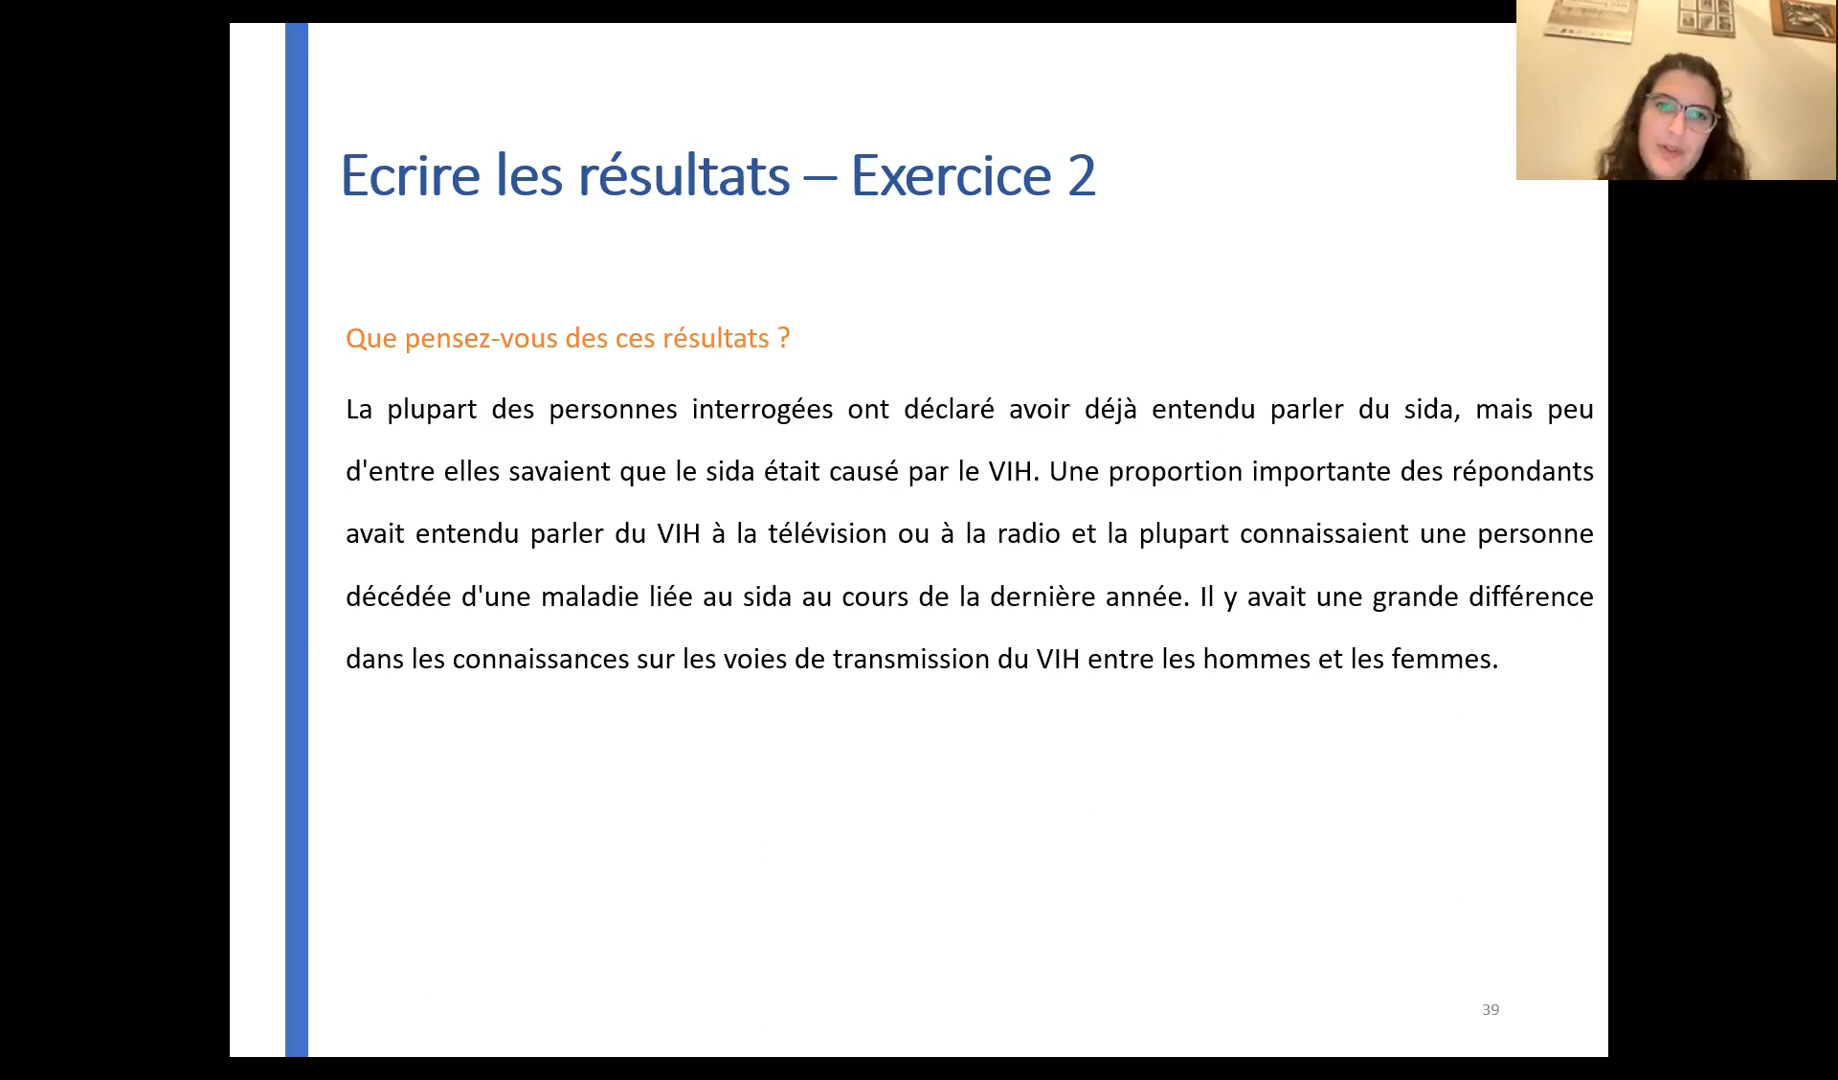 Ecrire les résultats – Exercice 2
Que pensez-vous des ces résultats ?
La plupart des personnes interrogées ont déclaré avoir déjà entendu parler du sida, mais peu
d'entre elles savaient que le sida était causé par le VIH. Une proportion importante des répondants
avait entendu parler du VIH à la télévision ou à la radio et la plupart connaissaient une personne
décédée d'une maladie liée au sida au cours de la dernière année. Il y avait une grande différence
dans les connaissances sur les voies de transmission du VIH entre les hommes et les femmes.
39